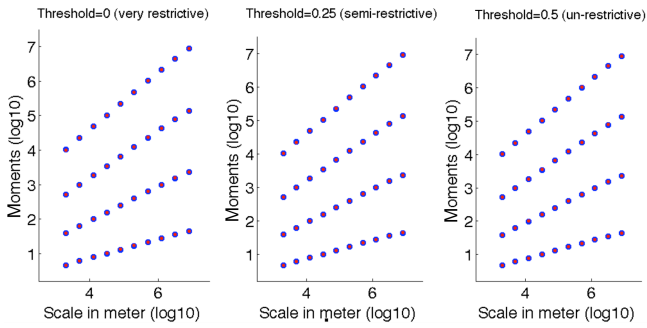 Threshold=0 (very restrictive)
Threshold=0.25 (semi-restrictive)
Threshold=0.5 (un-restrictive)
Moments (log10)
7
6
5
4
3
2
1
4 6
Scale in meter (log10)
Moments (log10)
7
6
5
4
3
2
1
4 6
Scale in meter (log10)
Moments (log10)
7
6
5
4
3
2
1
4 6
Scale in meter (log10)